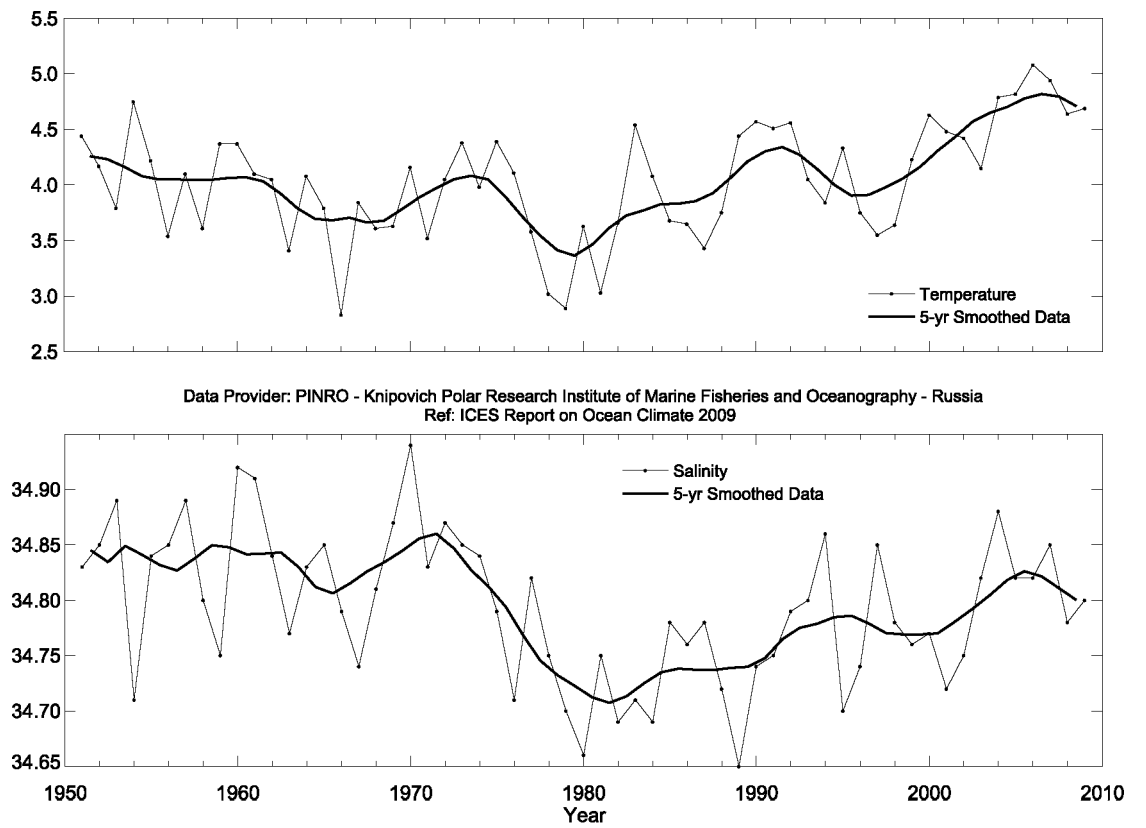 5.5
5.0
4.5
4.0
3.5
3.0
2.5
Temperature
5-yr Smoothed Data
Data Provider: PINRO - Knipovich Polar Research Institute of Marine Fisheries and Oceanography - Russia
Ref: ICES Report on Ocean Climate 2009
34.90
34.85
34.80
34.75
34.70
34.65
Salinity
5-yr Smoothed Data
1950 1960 1970 1980 1990 2000 2010
Year